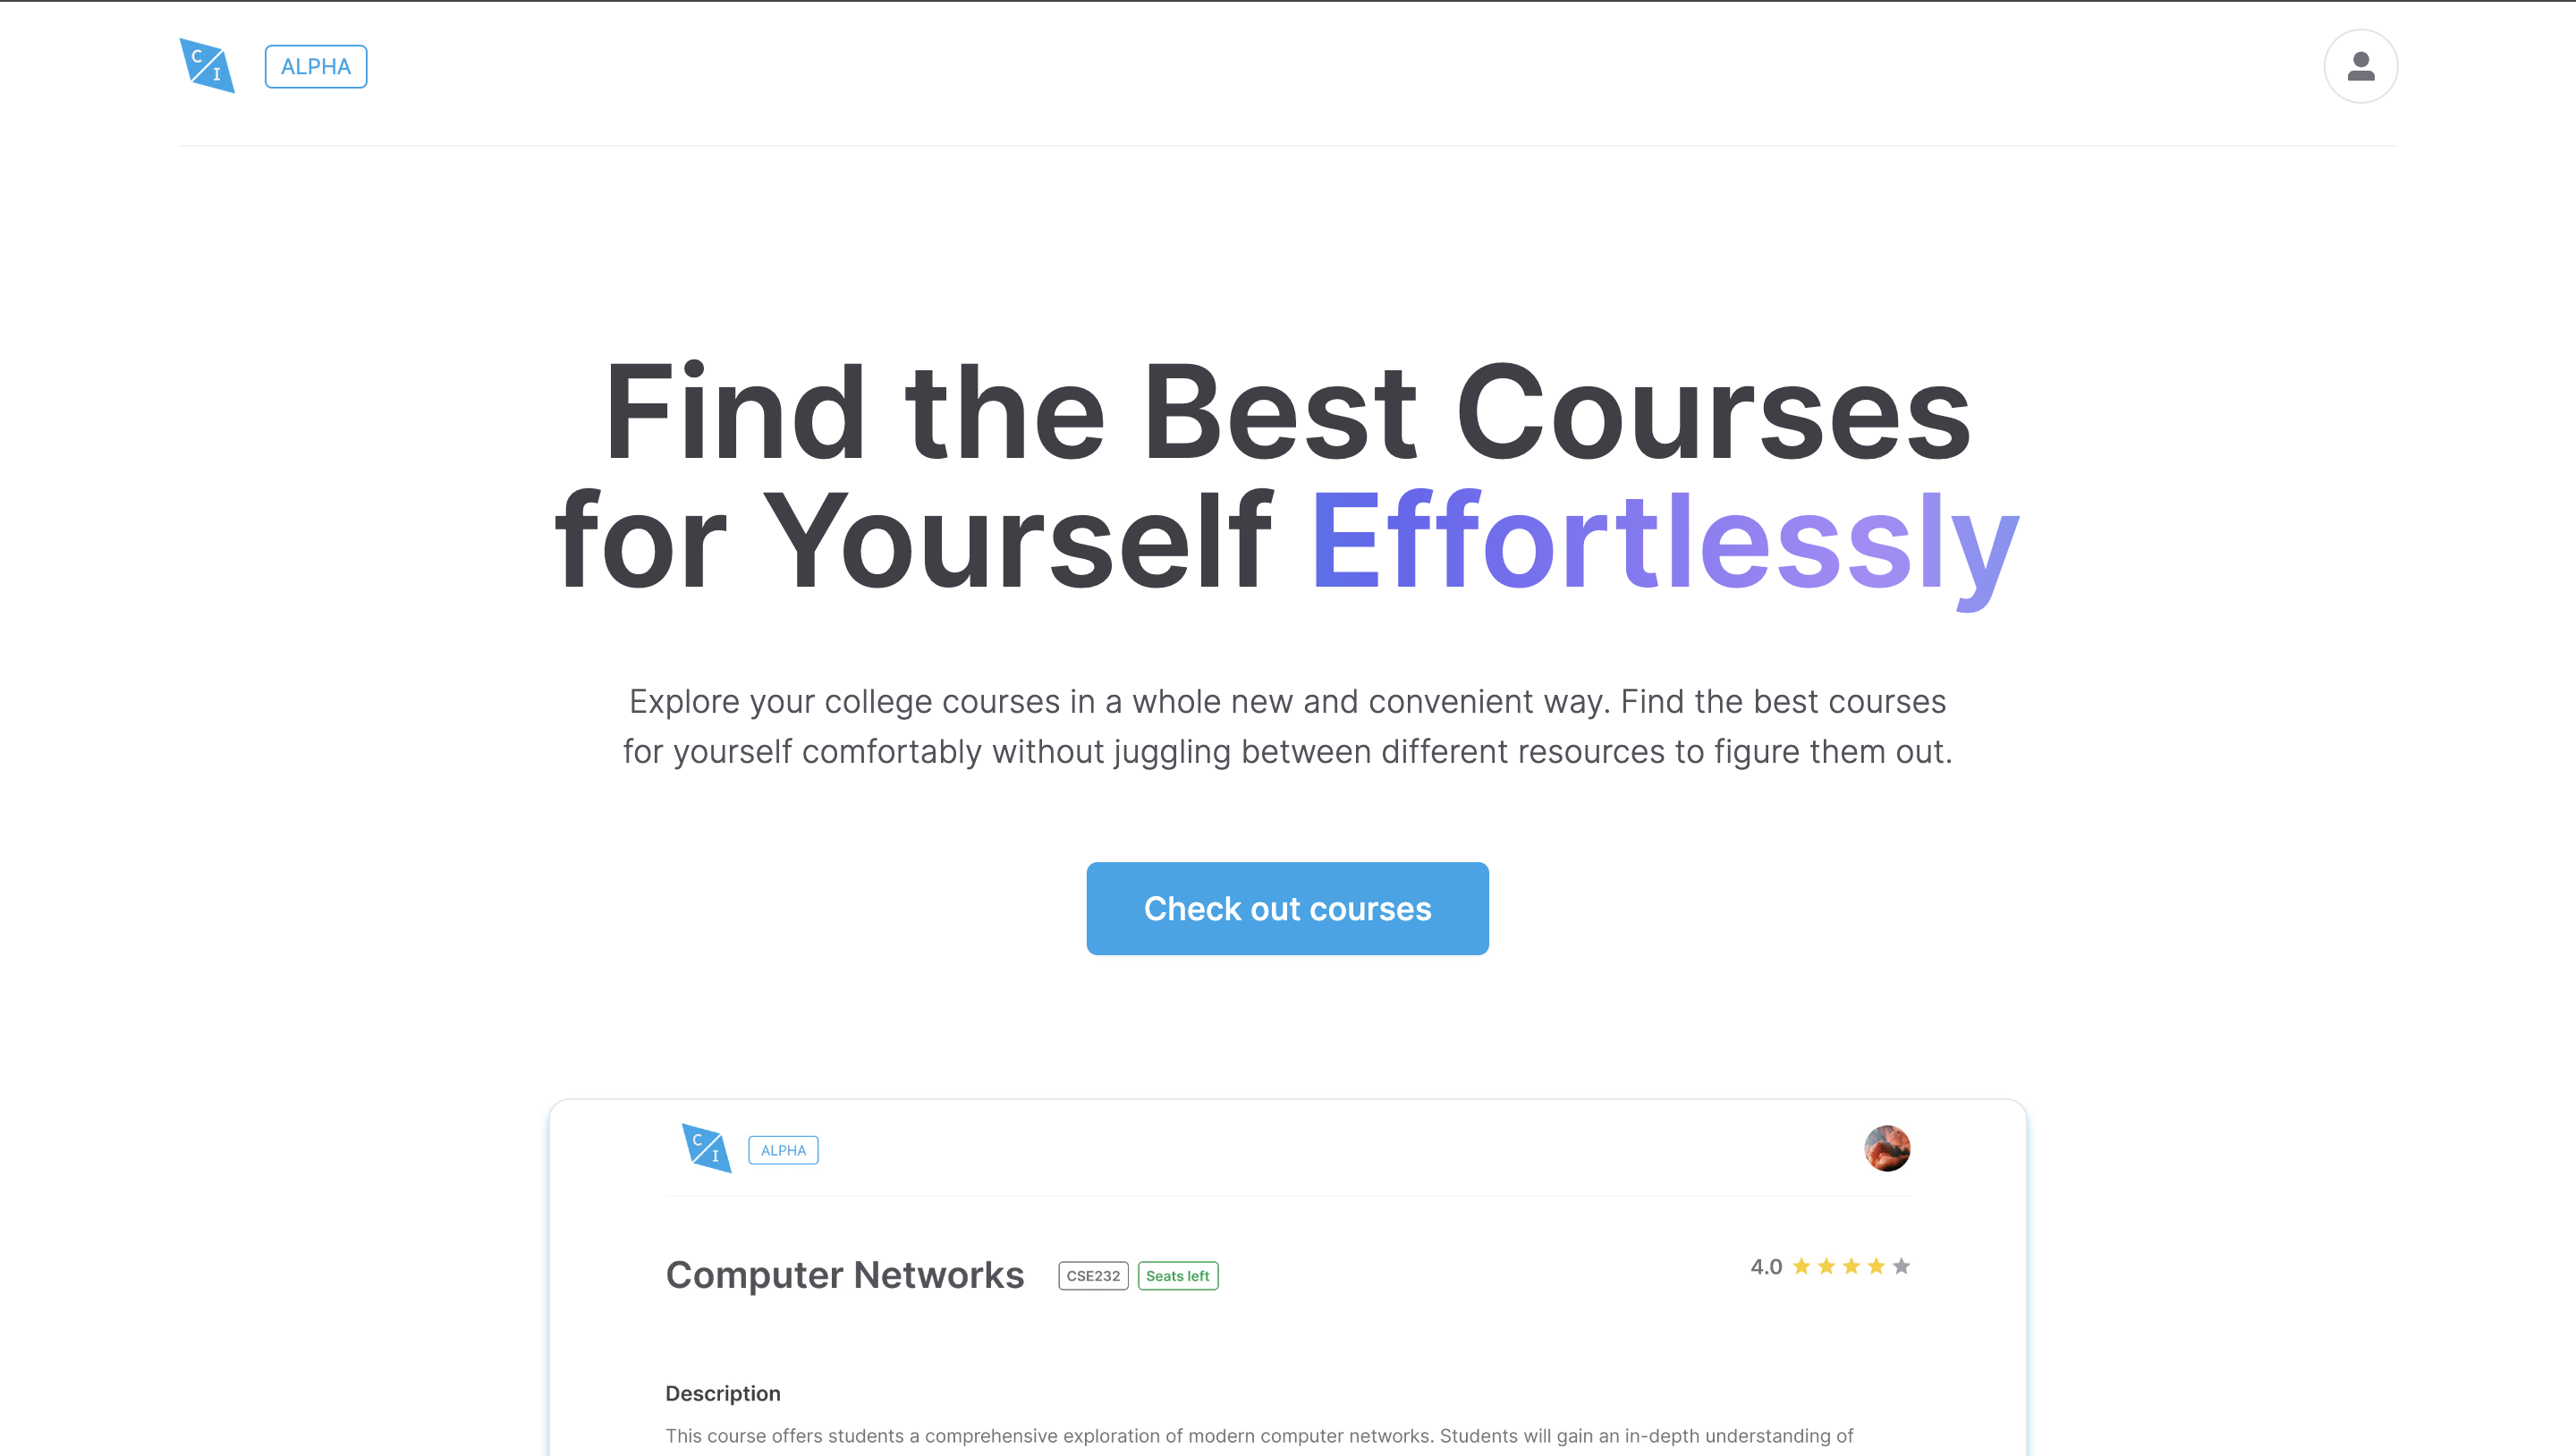 C
I
ALPHA
Find the Best Courses
for Yourself Effortlessly
Explore your college courses in a whole new and convenient way. Find the best courses
for yourself comfortably without juggling between different resources to figure them out.
Check out courses
C
I
ALPHA
Computer Networks
CSE232
Seats left
4.0
Description
This course offers students a comprehensive exploration of modern computer networks. Students will gain an in-depth understanding of